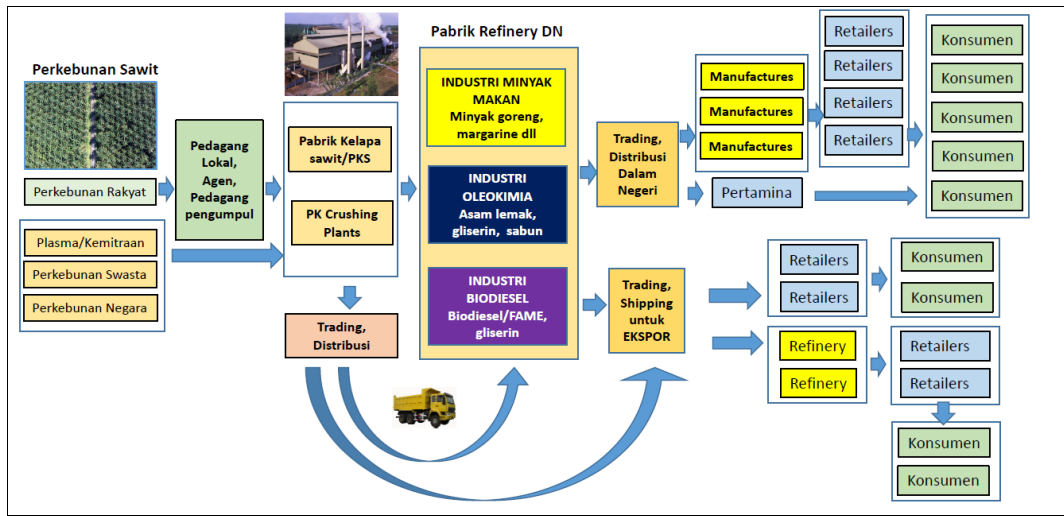 Perkebunan Sawit
Perkebunan Rakyat
Plasma/Kemitraan
Perkebunan Swasta
Perkebunan Negara
Pedagang
Lokal,
Agen,
Pedagang
pengumpul
Pabrik Kelapa
sawit/PKS
PK Crushing
Plants
Trading,
Distribusi
Pabrik Refinery DN
INDUSTRI MINYAK
MAKAN
Minyak goreng,
margarine dll
INDUSTRI
OLEOKIMIA
Asam lemak,
gliserin, sabun
INDUSTRI
BIODIESEL
Biodiesel/FAME,
gliserin
Trading,
Distribusi
Dalam
Negeri
Trading,
Shipping
untuk
EKSPOR
Manufactures
Manufactures
Manufactures
Pertamina
Retailers
Retailers
Retailers
Retailers
Konsumen
Konsumen
Konsumen
Konsumen
Konsumen
Retailers
Retailers
Konsumen
Konsumen
Refinery
Refinery
Retailers
Retailers
Konsumen
Konsumen